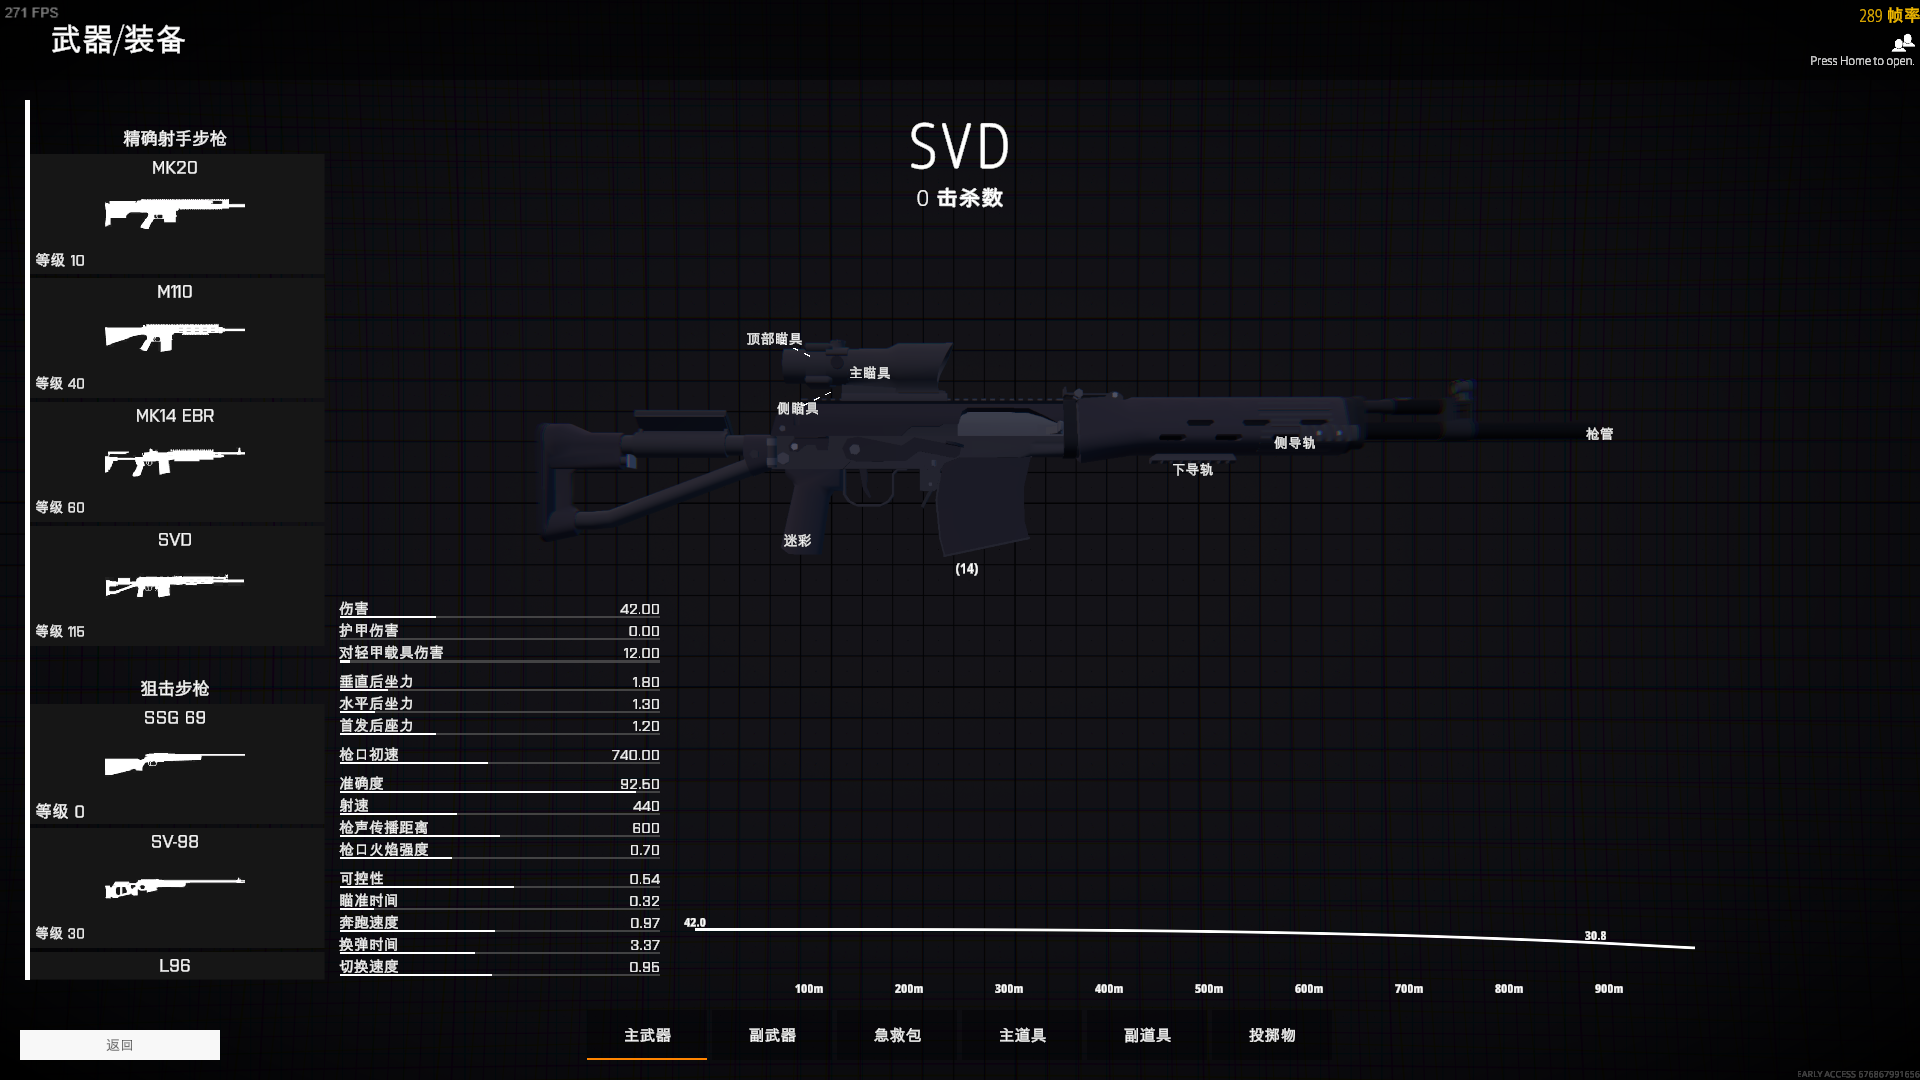 271 FPS
武器/装备
289 帧率
Press Home to open.
精确射手步枪
MK20
等级 10
M110
等级 40
MK14 EBR
等级 60
SVD
等级 115
狙击步枪
SSG 69
等级 0
SV-98
等级 30
L96
返回
SVD
0 击杀数
顶部瞄具
主瞄具
侧瞄具
枪管
侧导轨
下导轨
迷彩
(14)
伤害 42.00
护甲伤害 0.00
对轻甲载具伤害 12.00
垂直后坐力 1.80
水平后坐力 1.30
首发后座力 1.20
枪口初速 740.00
准确度 92.50
射速 440
枪声传播距离 600
枪口火焰强度 0.70
可控性 0.54
瞄准时间 0.32
奔跑速度 0.97
换弹时间 3.37
切换速度 0.95
42.0
30.8
100m 200m 300m 400m 500m 600m 700m 800m 900m
主武器 副武器 急救包 主道具 副道具 投掷物
EARLY ACCESS 676867991656